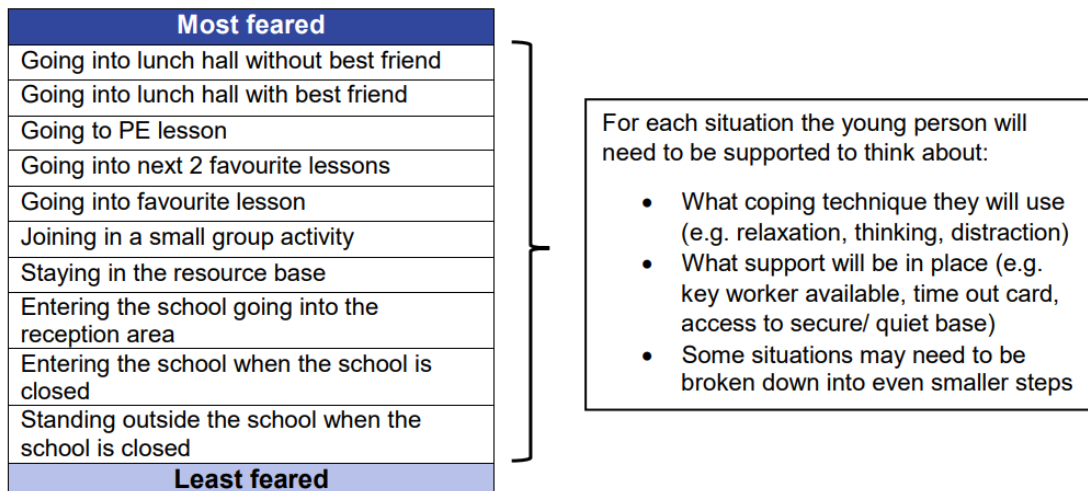 Most feared
Going into lunch hall without best friend
Going into lunch hall with best friend
Going to PE lesson
Going into next 2 favourite lessons
Going into favourite lesson
Joining in a small group activity
Staying in the resource base
Entering the school going into the
reception area
Entering the school when the school is
closed
Standing outside the school when the
school is closed
Least feared
For each situation the young person will
need to be supported to think about:
• What coping technique they will use
(e.g. relaxation, thinking, distraction)
• What support will be in place (e.g.
key worker available, time out card,
access to secure/ quiet base)
• Some situations may need to be
broken down into even smaller steps